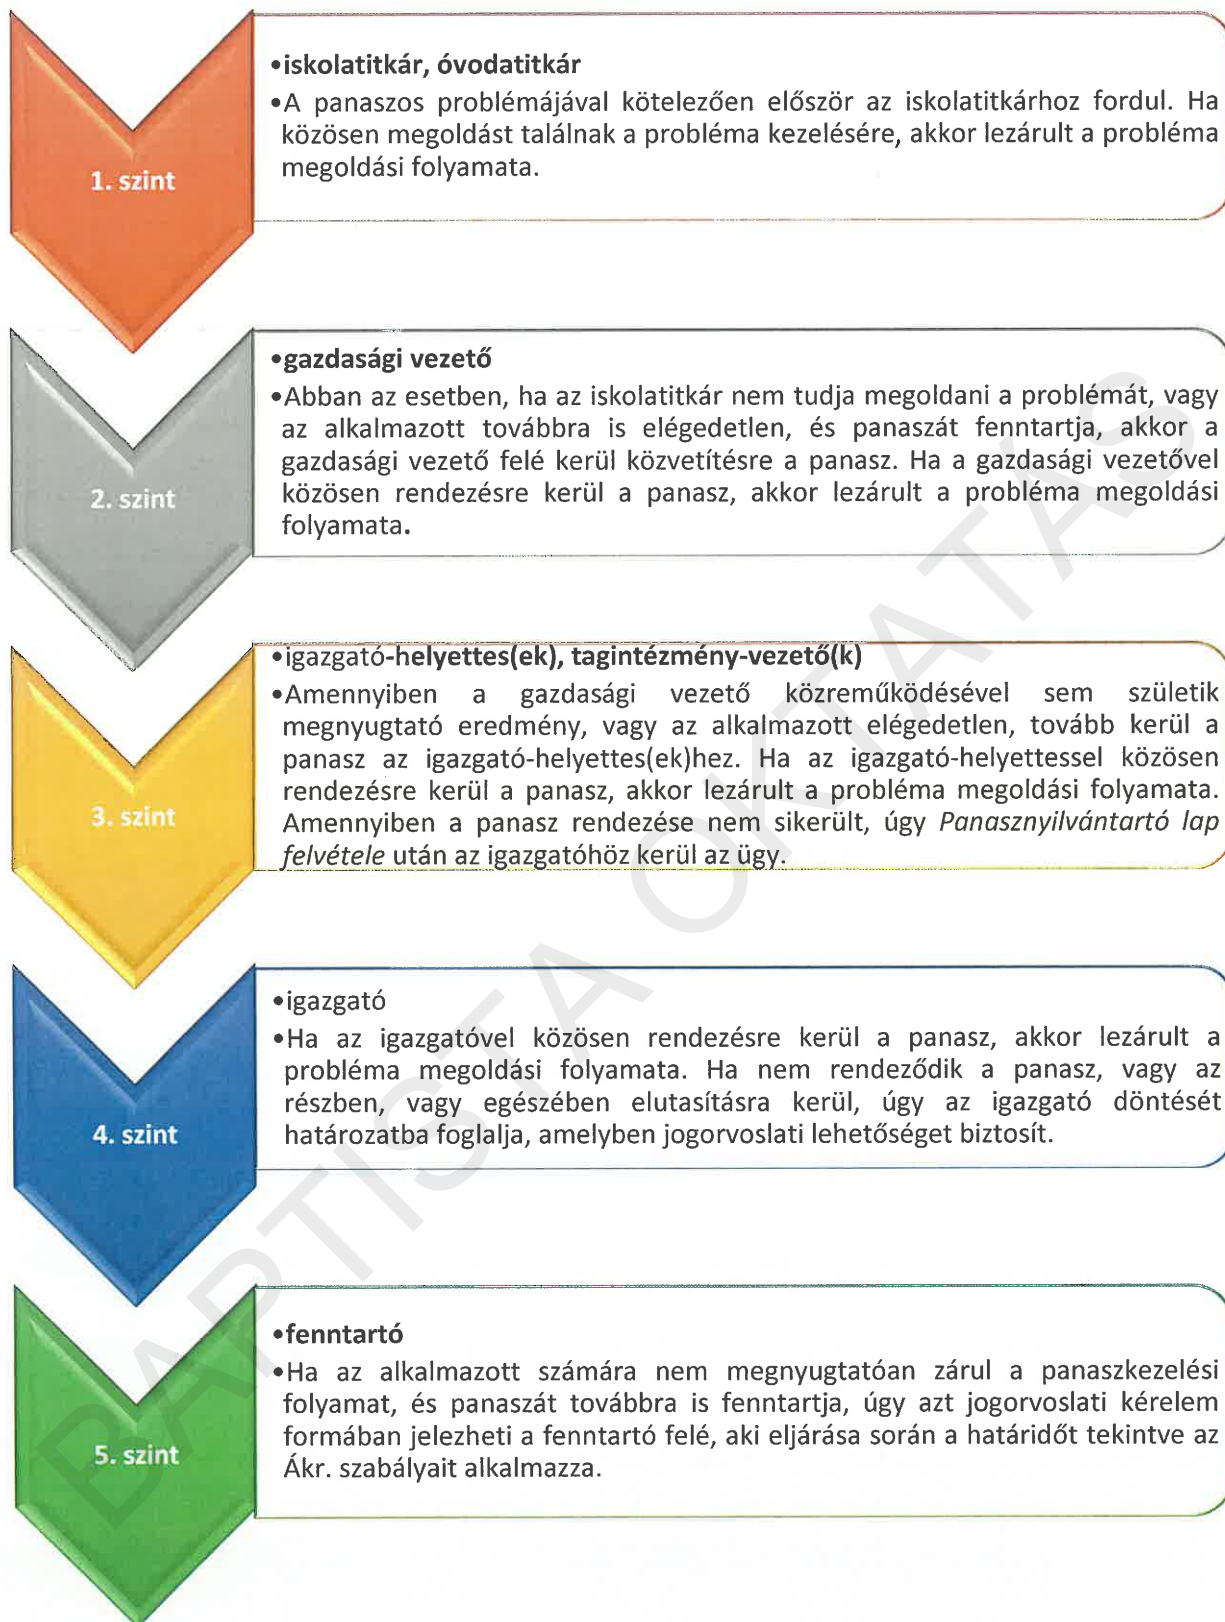 •iskolatitkár, óvodatitkár
•A panaszos problémájával kötelezően először az iskolatitkárhoz fordul. Ha
közösen megoldást találnak a probléma kezelésére, akkor lezárult a probléma
megoldási folyamata.
1. szint
•gazdasági vezető
•Abban az esetben, ha az iskolatitkár nem tudja megoldani a problémát, vagy
az alkalmazott továbbra is elégedetlen, és panaszát fenntartja, akkor a
gazdasági vezető felé kerül közvetítésre a panasz. Ha a gazdasági vezetővel
közösen rendezésre kerül a panasz, akkor lezárult a probléma megoldási
folyamata.
2. szint
•igazgató-helyettes(ek), tagintézmény-vezető(k)
•Amennyiben a gazdasági vezető közreműködésével sem születik
megnyugtató eredmény, vagy az alkalmazott elégedetlen, tovább kerül a
panasz az igazgató-helyettes(ek)hez. Ha az igazgató-helyettessel közösen
rendezésre kerül a panasz, akkor lezárult a probléma megoldási folyamata.
Amennyiben a panasz rendezése nem sikerült, úgy Panasznyilvántartó lap
felvétele után az igazgatóhöz kerül az ügy.
3. szint
•igazgató
•Ha az igazgatóvel közösen rendezésre kerül a panasz, akkor lezárult a
probléma megoldási folyamata. Ha nem rendeződik a panasz, vagy az
részben, vagy egészében elutasításra kerül, úgy az igazgató döntését
határozatba foglalja, amelyben jogorvoslati lehetőséget biztosít.
4. szint
•fenntartó
•Ha az alkalmazott számára nem megnyugtatóan zárul a panaszkezelési
folyamat, és panaszát továbbra is fenntartja, úgy azt jogorvoslati kérelem
formában jelezheti a fenntartó felé, aki eljárása során a határidőt tekintve az
Ákr. szabályait alkalmazza.
5. szint
BAPTISTA OKTATÁS